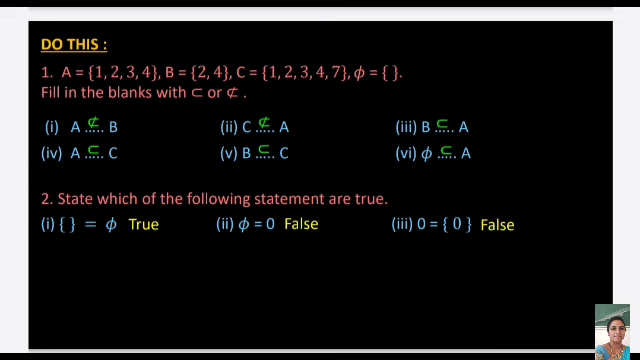 DO THIS :
1. A = {1, 2, 3, 4}, B = {2, 4}, C = {1, 2, 3, 4, 7}, ϕ = { }.
Fill in the blanks with ⊂ or ⊄ .
(i) A ..⊄.. B (ii) C ..⊄.. A (iii) B ..⊂.. A
(iv) A ..⊂.. C (v) B ..⊂.. C (vi) ϕ ..⊂.. A
2. State which of the following statement are true.
(i) { } = ϕ True (ii) ϕ = 0 False (iii) 0 = { 0 } False